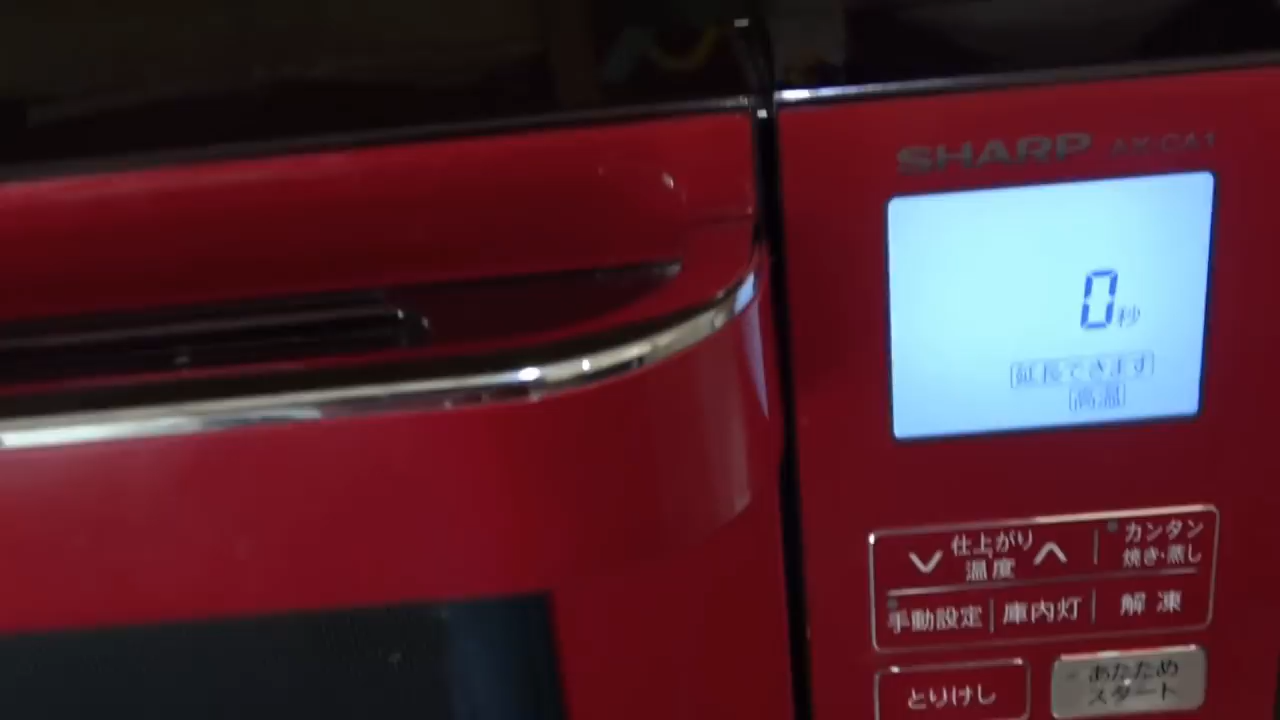 SHARP AX-CA1
0秒
延長できます
高温
仕上がり
温度
カンタン
焼き・蒸し
手動設定
庫内灯
解凍
とりけし
あたため
スタート